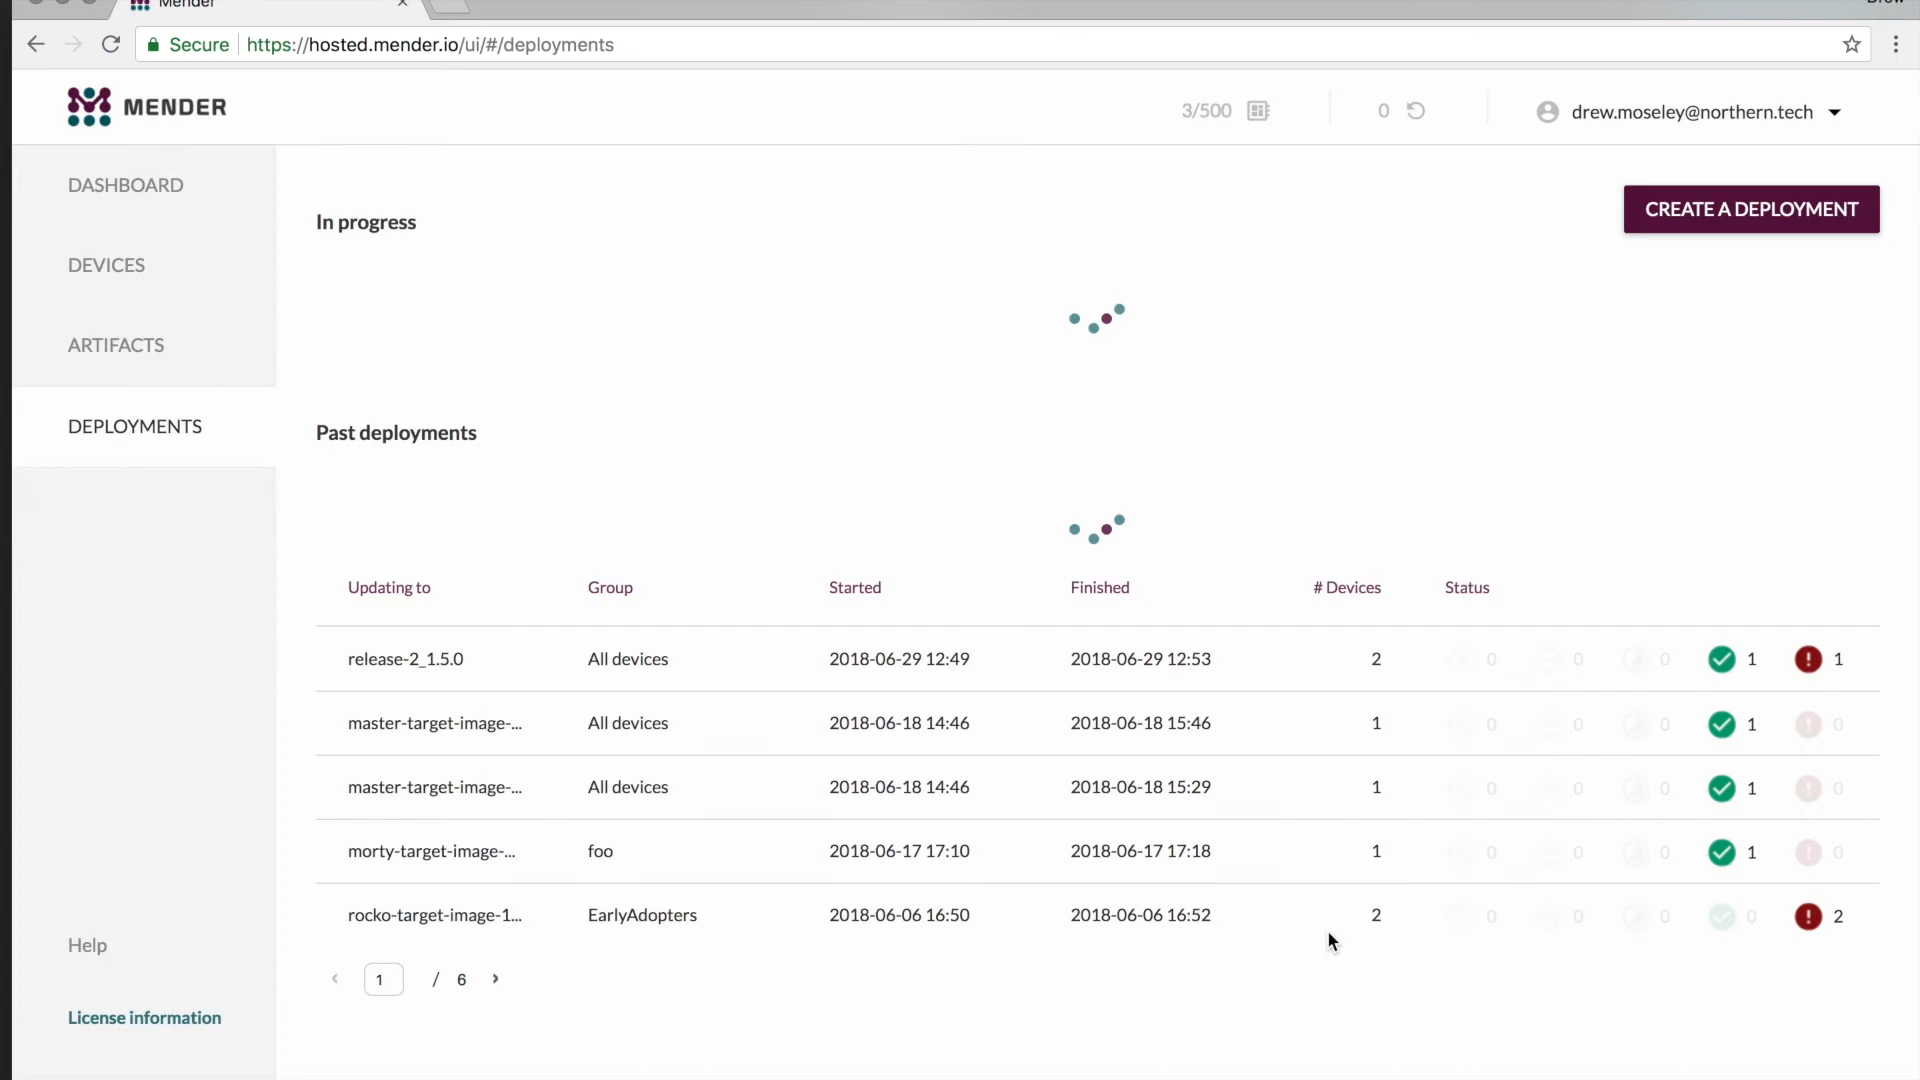 Mender
Secure https://hosted.mender.io/ui/#/deployments
MENDER
3/500 0 drew.moseley@northern.tech
DASHBOARD
DEVICES
ARTIFACTS
DEPLOYMENTS
Help
License information
In progress
CREATE A DEPLOYMENT
Past deployments
Updating to Group Started Finished # Devices Status
release-2_1.5.0 All devices 2018-06-29 12:49 2018-06-29 12:53 2 0 0 0 1 1
master-target-image-... All devices 2018-06-18 14:46 2018-06-18 15:46 1 0 0 0 1 0
master-target-image-... All devices 2018-06-18 14:46 2018-06-18 15:29 1 0 0 0 1 0
morty-target-image-... foo 2018-06-17 17:10 2018-06-17 17:18 1 0 0 0 1 0
rocko-target-image-1... EarlyAdopters 2018-06-06 16:50 2018-06-06 16:52 2 0 0 0 0 2
1 / 6